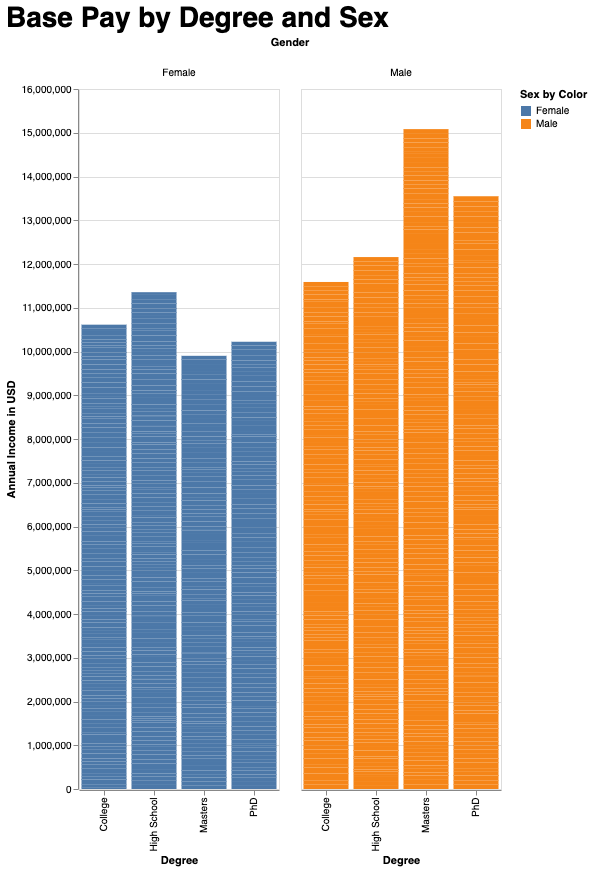 Base Pay by Degree and Sex
Gender
Female
Male
Sex by Color
Female
Male
Annual Income in USD
16,000,000
15,000,000
14,000,000
13,000,000
12,000,000
11,000,000
10,000,000
9,000,000
8,000,000
7,000,000
6,000,000
5,000,000
4,000,000
3,000,000
2,000,000
1,000,000
0
College
High School
Masters
PhD
College
High School
Masters
PhD
Degree
Degree